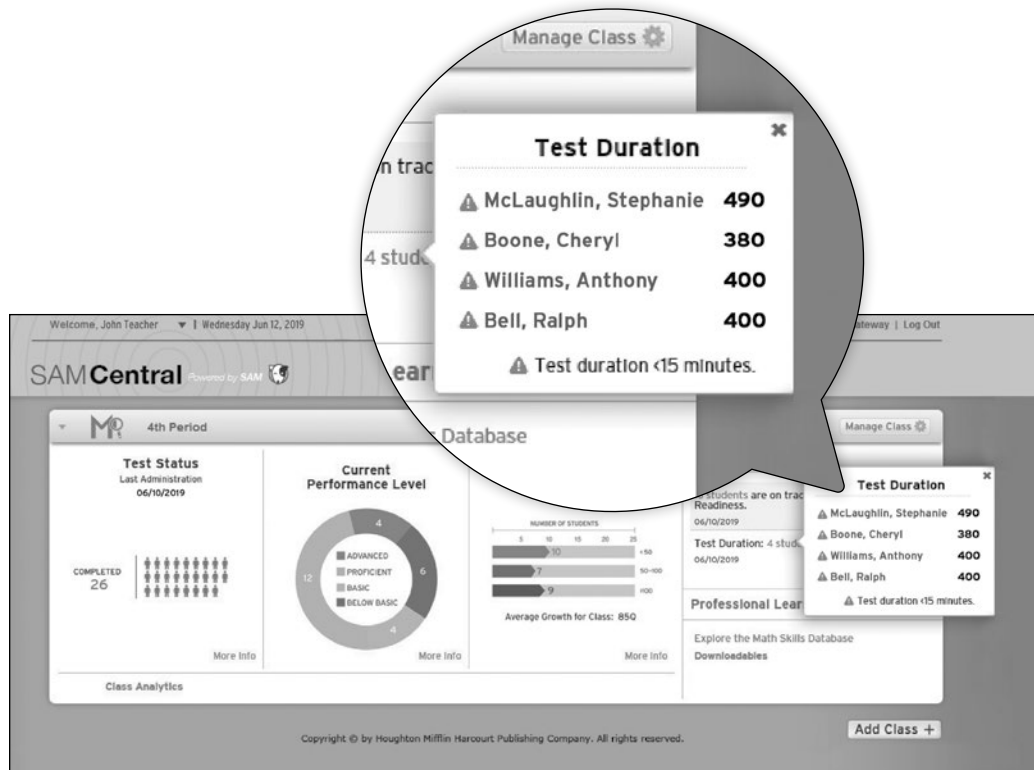 Manage Class
n trac
4 stude
Test Duration
McLaughlin, Stephanie 490
Boone, Cheryl 380
Williams, Anthony 400
Bell, Ralph 400
Test duration <15 minutes.
Database
Welcome, John Teacher | Wednesday Jun 12, 2019
ateway | Log Out
SAM Central Powered by SAM
ear
4th Period
Manage Class
Test Status
Last Administration
06/10/2019
COMPLETED
26
More Info
Current
Performance Level
4
12
6
4
ADVANCED
PROFICIENT
BASIC
BELOW BASIC
More Info
NUMBER OF STUDENTS
5 10 15 20 25
10 <50
7 50-100
9 >100
Average Growth for Class: 85Q
More Info
students are on trac
Readiness.
06/10/2019
Test Duration: 4 stude
06/10/2019
Test Duration
McLaughlin, Stephanie 490
Boone, Cheryl 380
Williams, Anthony 400
Bell, Ralph 400
Test duration <15 minutes.
Professional Lear
Explore the Math Skills Database
Downloadables
Class Analytics
Add Class +
Copyright © by Houghton Mifflin Harcourt Publishing Company. All rights reserved.